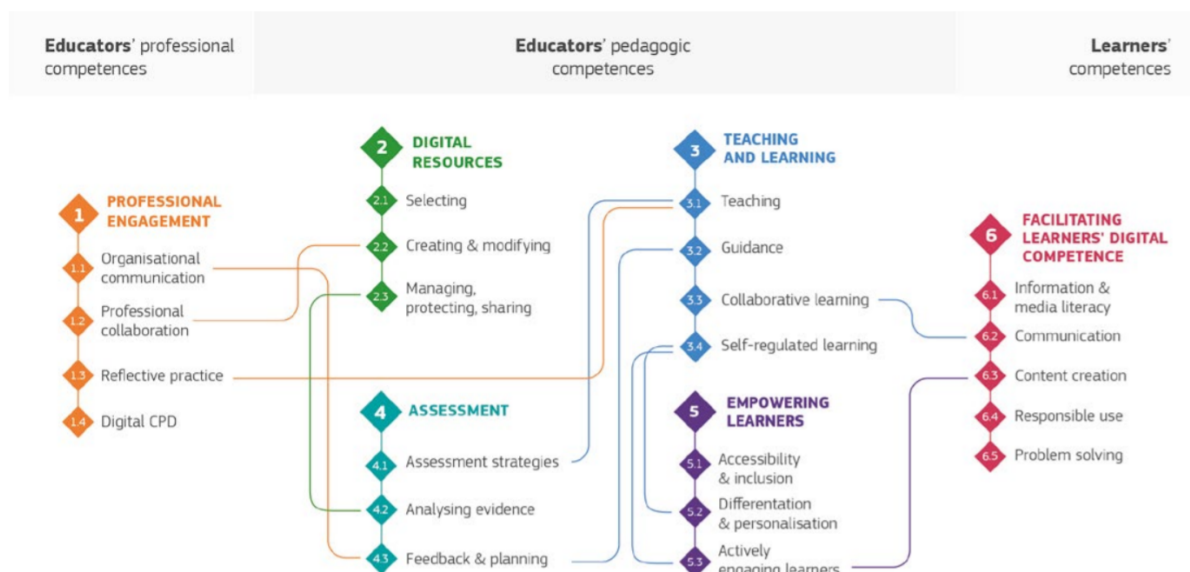 Educators' professional
competences
Educators' pedagogic
competences
Learners'
competences
1
PROFESSIONAL
ENGAGEMENT
1.1
Organisational
communication
1.2
Professional
collaboration
1.3
Reflective practice
1.4
Digital CPD
2
DIGITAL
RESOURCES
2.1
Selecting
2.2
Creating & modifying
2.3
Managing,
protecting, sharing
4
ASSESSMENT
4.1
Assessment strategies
4.2
Analysing evidence
4.3
Feedback & planning
3
TEACHING
AND LEARNING
3.1
Teaching
3.2
Guidance
3.3
Collaborative learning
3.4
Self-regulated learning
5
EMPOWERING
LEARNERS
5.1
Accessibility
& inclusion
5.2
Differentation
& personalisation
5.3
Actively
engaging learners
6
FACILITATING
LEARNERS' DIGITAL
COMPETENCE
6.1
Information &
media literacy
6.2
Communication
6.3
Content creation
6.4
Responsible use
6.5
Problem solving